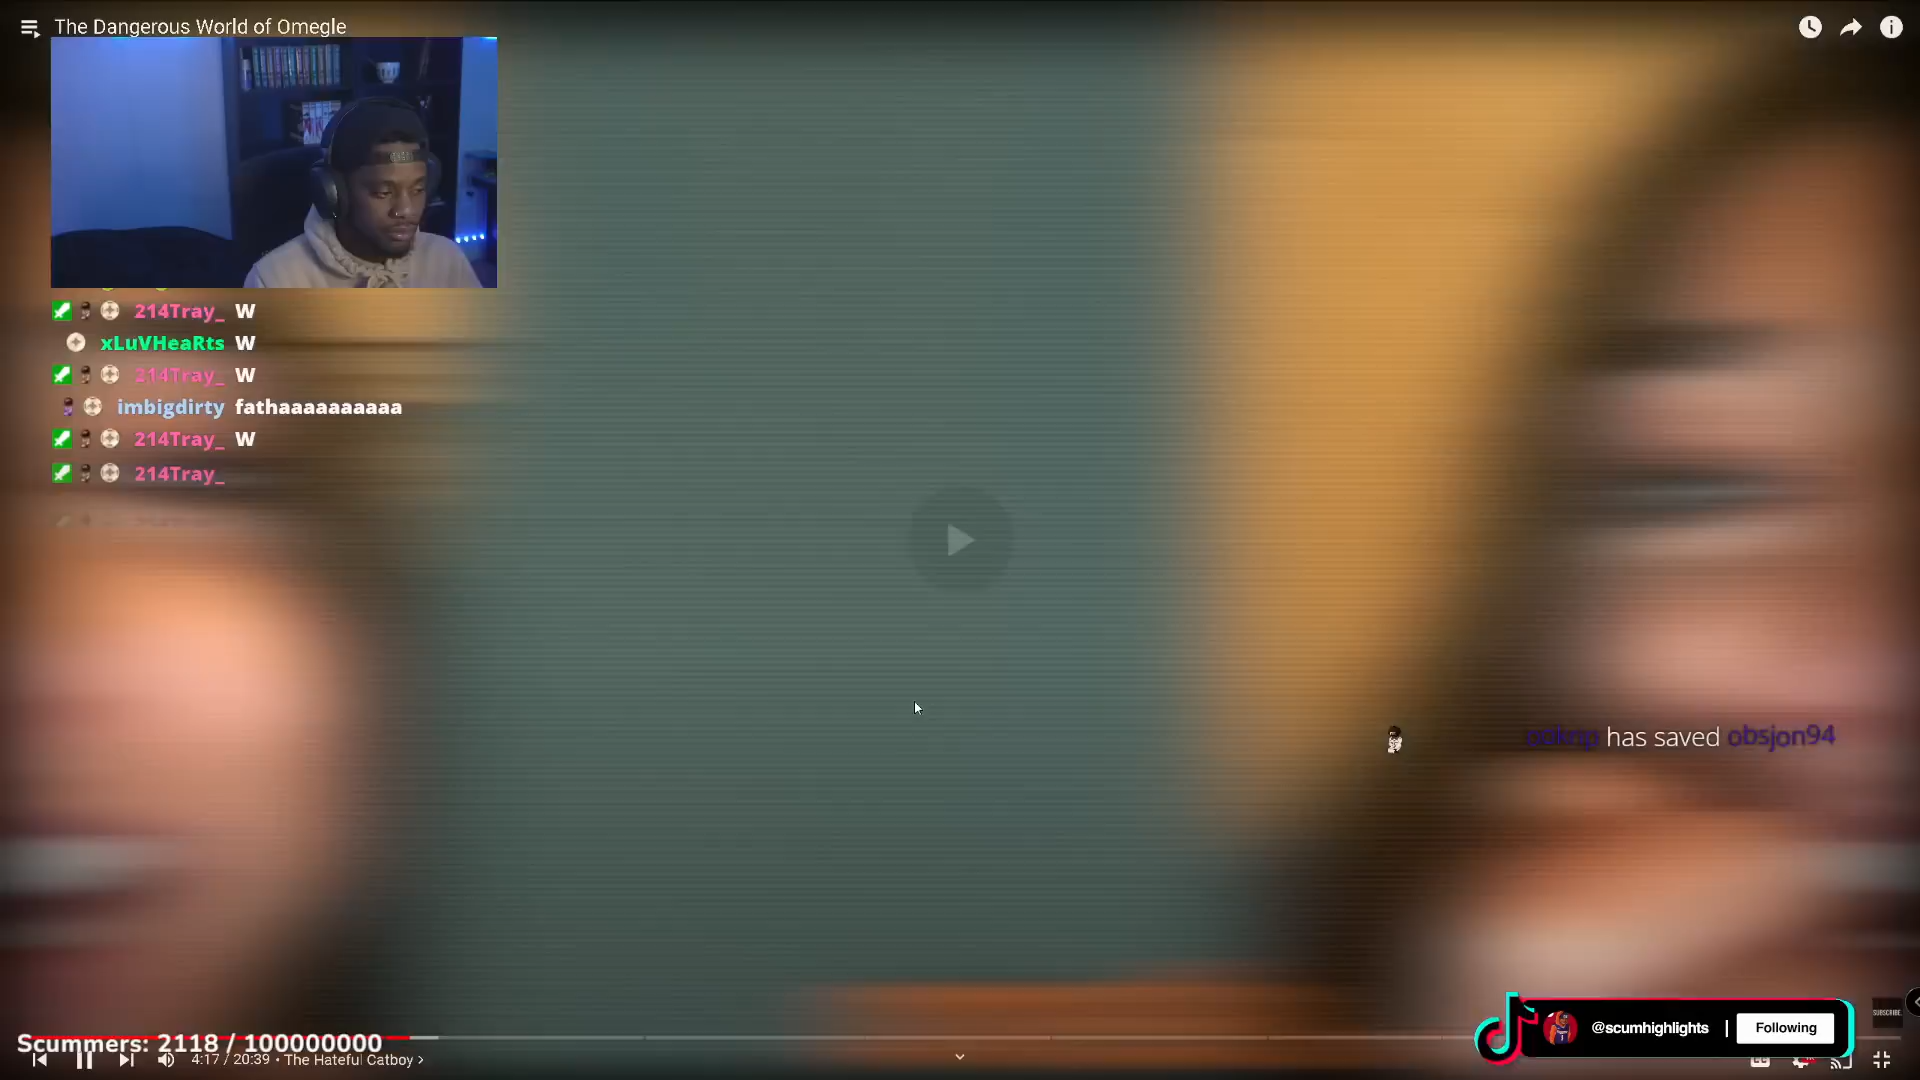 The Dangerous World of Omegle
214Tray_ W
xLuVHeaRts W
214Tray_ W
imbigdirty fathaaaaaaaaaa
214Tray_ W
214Tray_
has saved obsjon94
@scumhighlights | Following
SUBSCRIBE
Scummers: 2118 / 100000000
4:17 / 20:39 • The Hateful Catboy ›